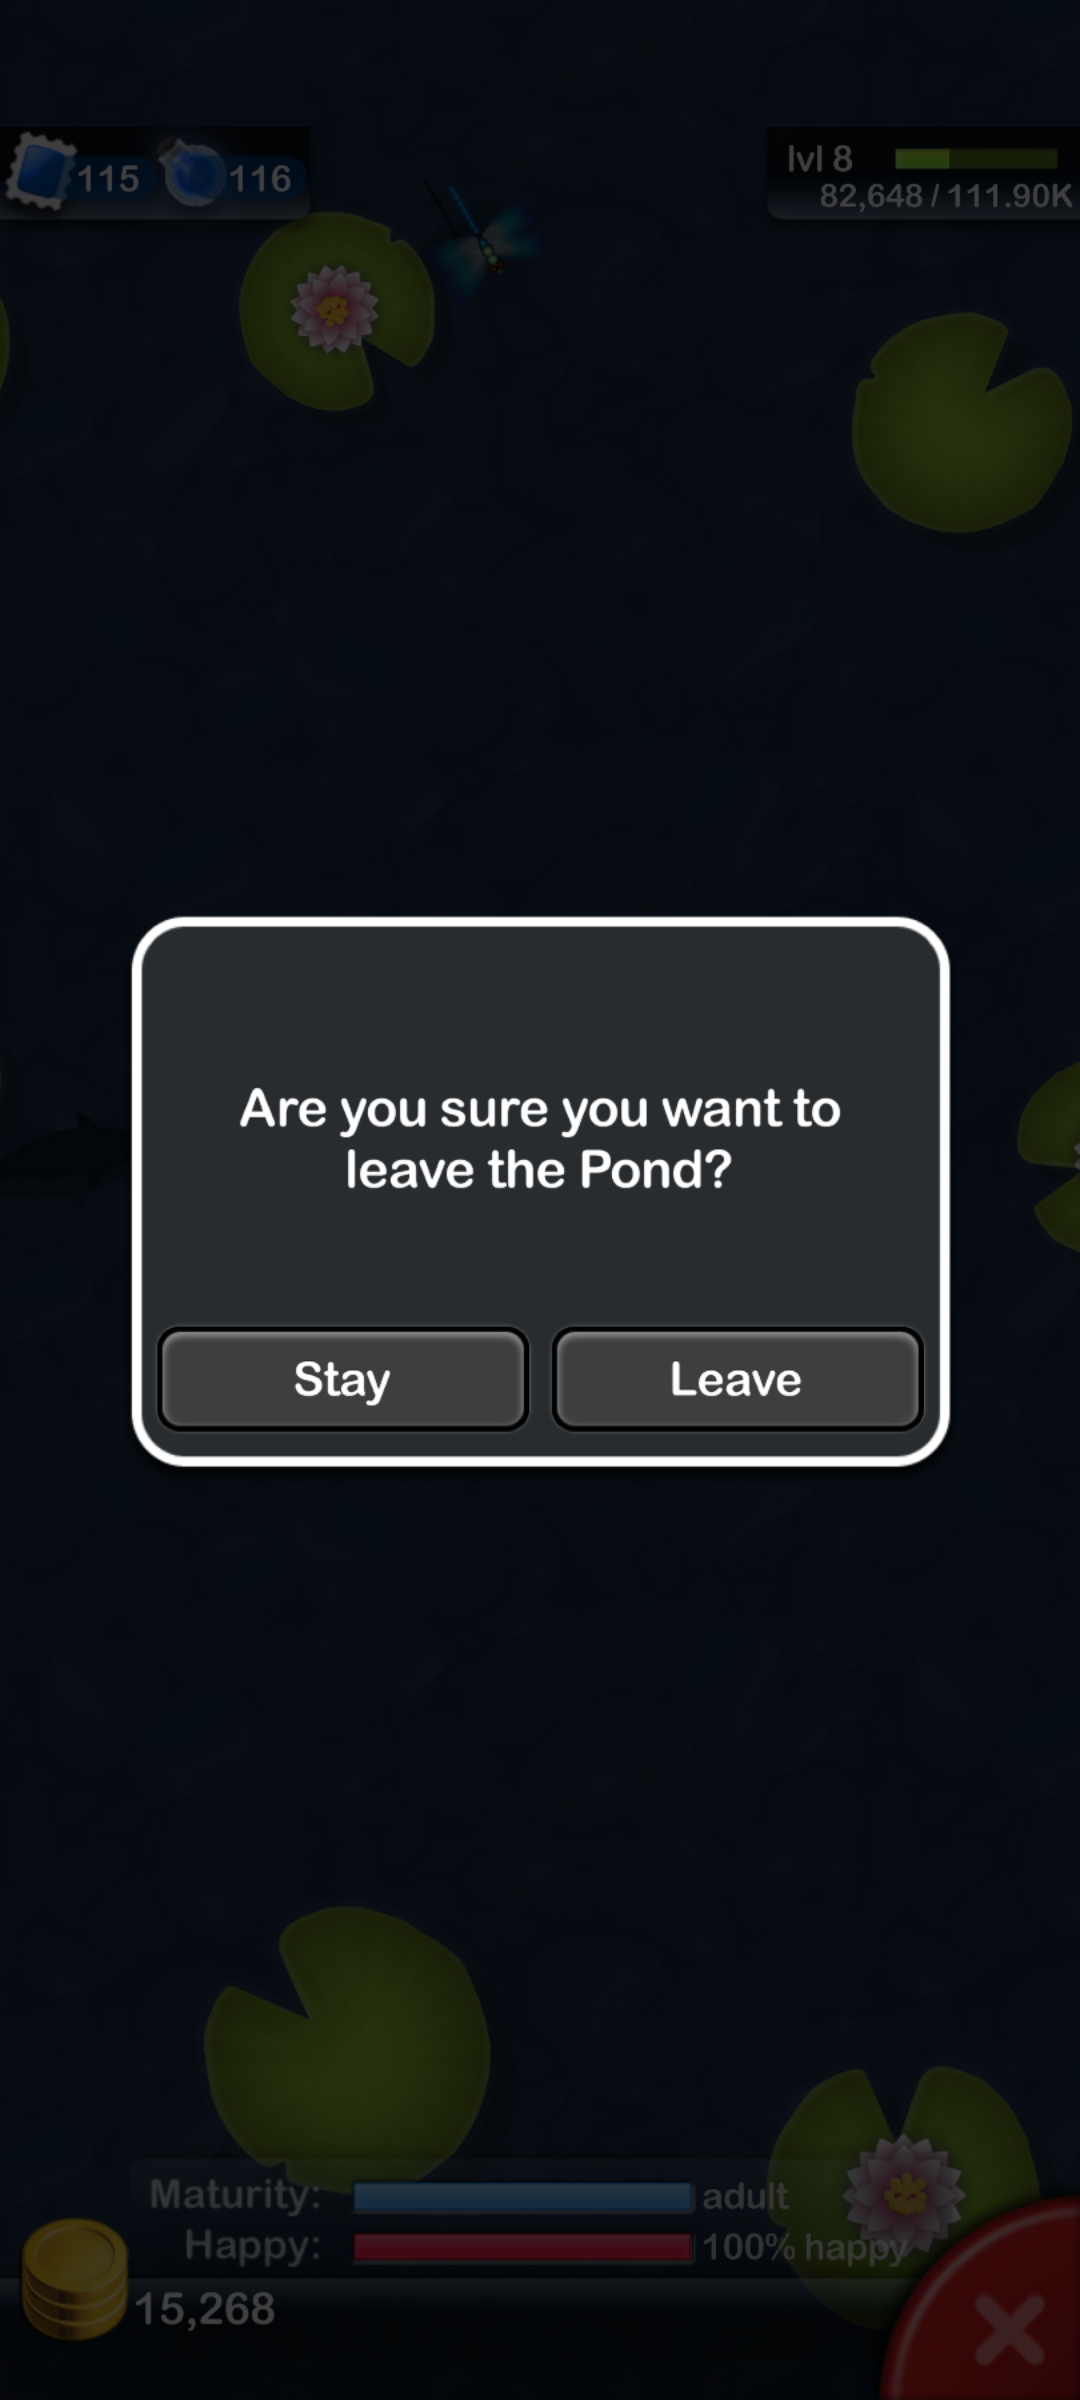 115 116
lvl 8
82,648 / 111.90K
Are you sure you want to
leave the Pond?
Stay Leave
Maturity: adult
Happy: 100% happy
15,268